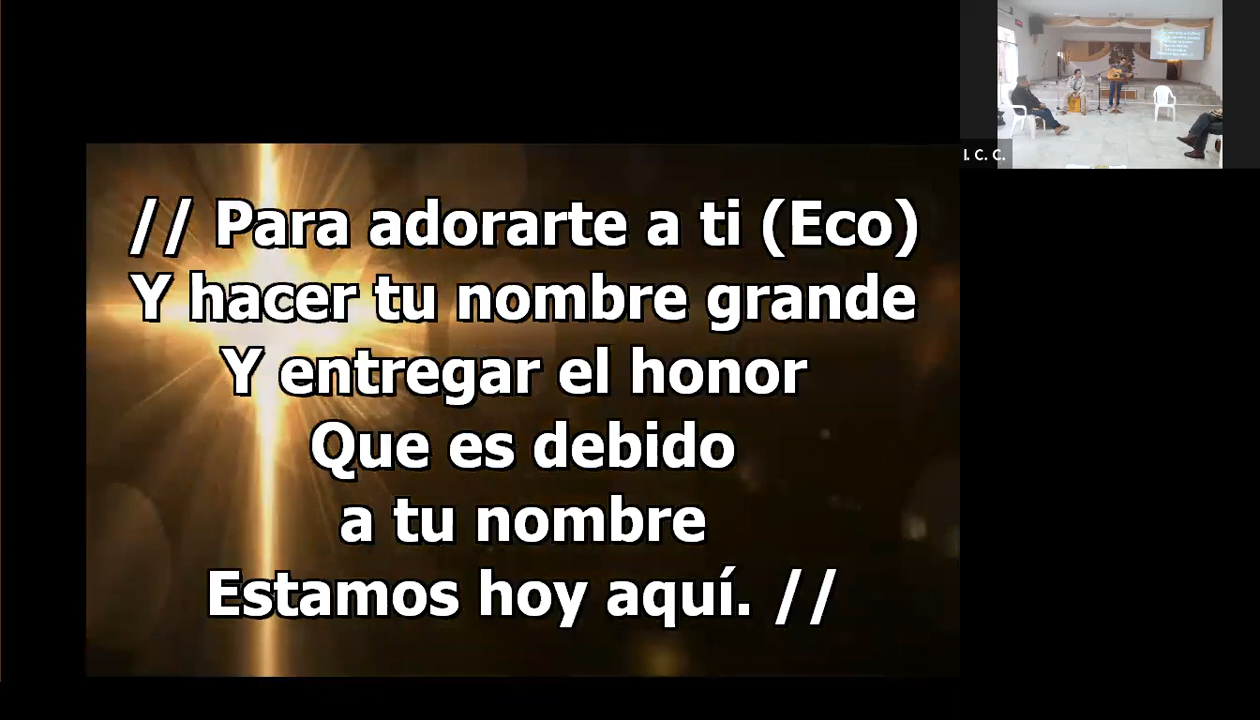 // Para adorarte a ti (Eco)
Y hacer tu nombre grande
Y entregar el honor
Que es debido
a tu nombre
Estamos hoy aquí. //
I. C. C.